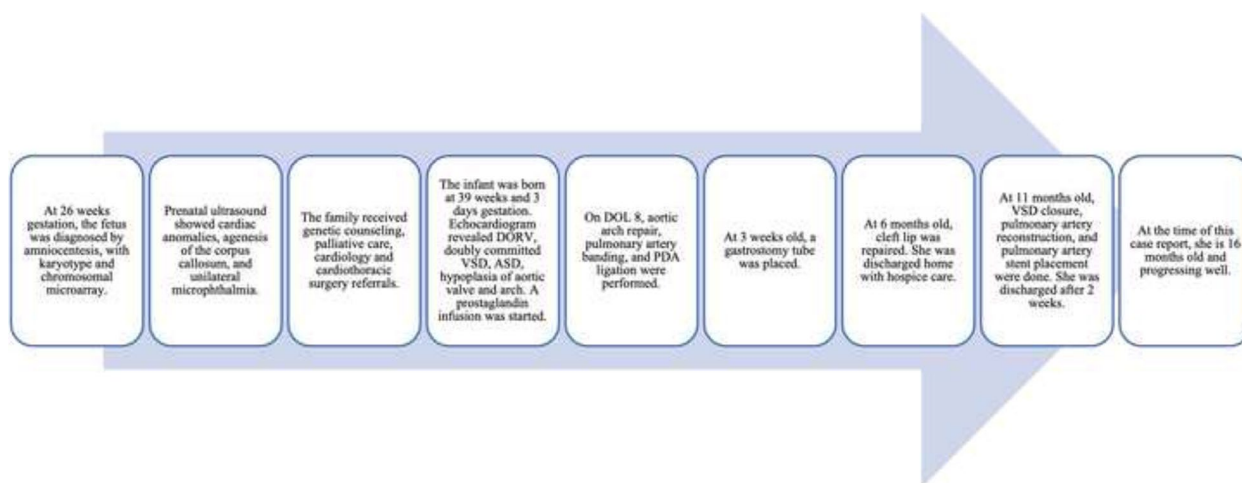 At 26 weeks
gestation, the fetus
was diagnosed by
amniocentesis, with
karyotype and
chromosomal
microarray.
Prenatal ultrasound
showed cardiac
anomalies, agenesis
of the corpus
callosum, and
unilateral
microphthalmia.
The family received
genetic counseling,
palliative care,
cardiology and
cardiothoracic
surgery referrals.
The infant was born
at 39 weeks and 3
days gestation.
Echocardiogram
revealed DORV,
doubly committed
VSD, ASD,
hypoplasia of aortic
valve and arch. A
prostaglandin
infusion was started.
On DOL 8, aortic
arch repair,
pulmonary artery
banding, and PDA
ligation were
performed.
At 3 weeks old, a
gastrostomy tube
was placed.
At 6 months old,
cleft lip was
repaired. She was
discharged home
with hospice care.
At 11 months old,
VSD closure,
pulmonary artery
reconstruction, and
pulmonary artery
stent placement
were done. She was
discharged after 2
weeks.
At the time of this
case report, she is 16
months old and
progressing well.